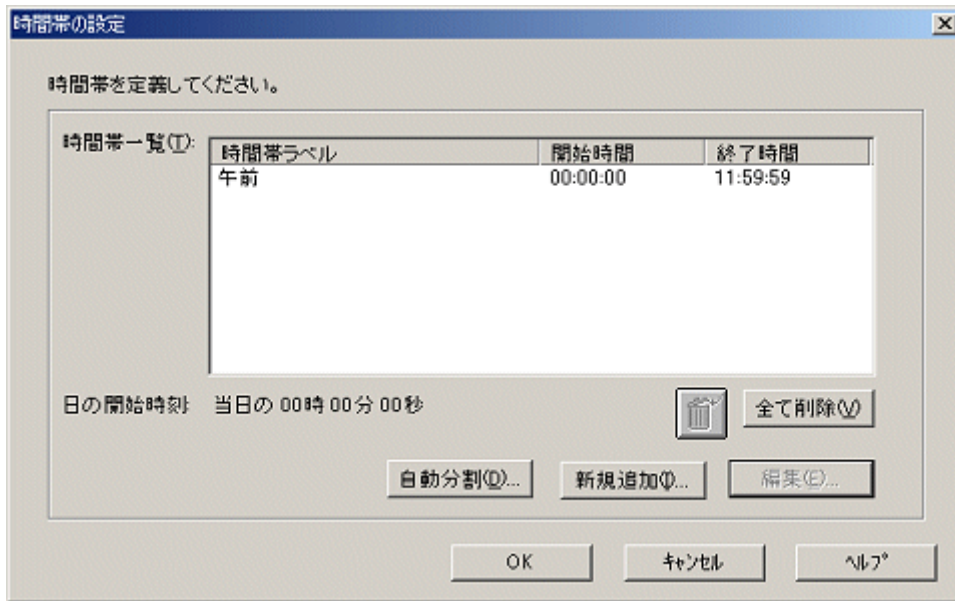 時間帯の設定
時間帯を定義してください。
時間帯一覧(T):
時間帯ラベル 開始時間 終了時間
午前 00:00:00 11:59:59
日の開始時刻: 当日の 00時 00分 00秒
全て削除(V)
自動分割(D)... 新規追加(I)... 編集(E)...
OK キャンセル ヘルプ